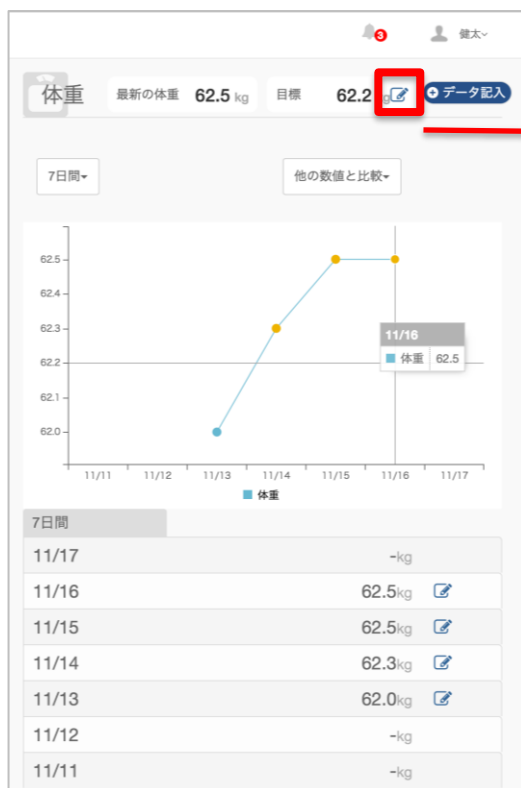 3 健太
体重 最新の体重 62.5 kg 目標 62.2 データ記入
7日間 他の数値と比較
62.5
62.4
62.3
11/16
体重 62.5
62.2
62.1
62.0
11/11 11/12 11/13 11/14 11/15 11/16 11/17
体重
7日間
11/17 -kg
11/16 62.5kg
11/15 62.5kg
11/14 62.3kg
11/13 62.0kg
11/12 -kg
11/11 -kg